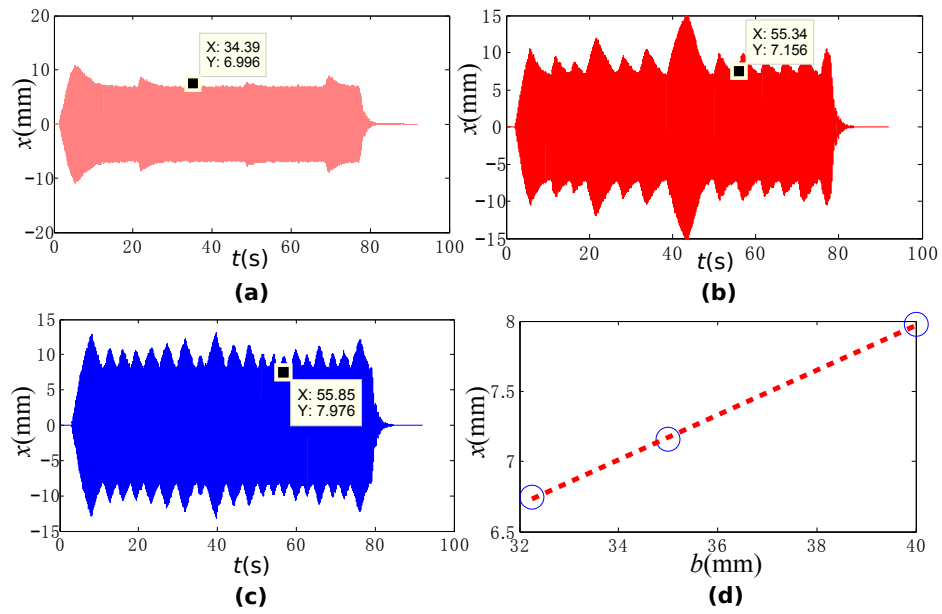 20
10
0
−10
−20
x(mm)
X: 34.39
Y: 6.996
0 20 40 60 80 100
t(s)
(a)
15
10
5
0
−5
−10
−15
x(mm)
X: 55.34
Y: 7.156
0 20 40 60 80 100
t(s)
(b)
15
10
5
0
−5
−10
−15
x(mm)
X: 55.85
Y: 7.976
0 20 40 60 80 100
t(s)
(c)
8
7.5
7
6.5
x(mm)
32 34 36 38 40
b(mm)
(d)